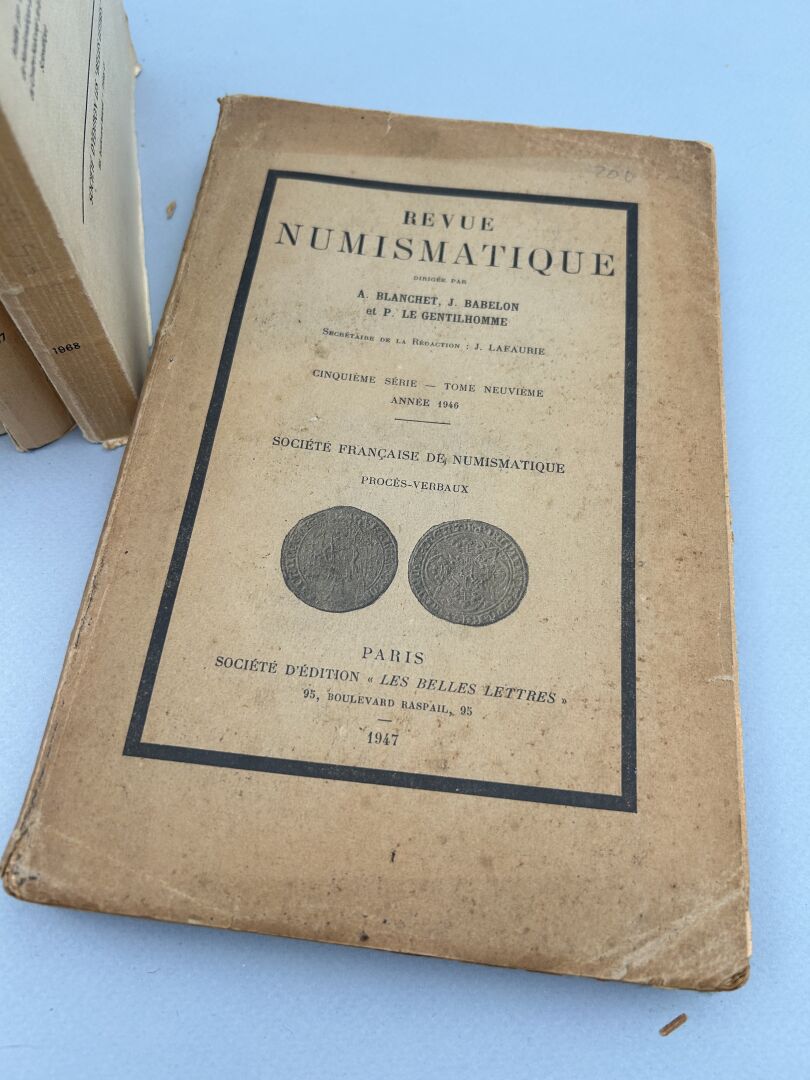 REVUE
NUMISMATIQUE
DIRIGÉE PAR
A. BLANCHET, J. BABELON
et P. LE GENTILHOMME
SECRÉTAIRE DE LA RÉDACTION : J. LAFAURIE
CINQUIÈME SÉRIE — TOME NEUVIÈME
ANNÉE 1946
SOCIÉTÉ FRANÇAISE DE NUMISMATIQUE
PROCÈS-VERBAUX
PARIS
SOCIÉTÉ D'ÉDITION « LES BELLES LETTRES »
95, BOULEVARD RASPAIL, 95
1947
1968
7